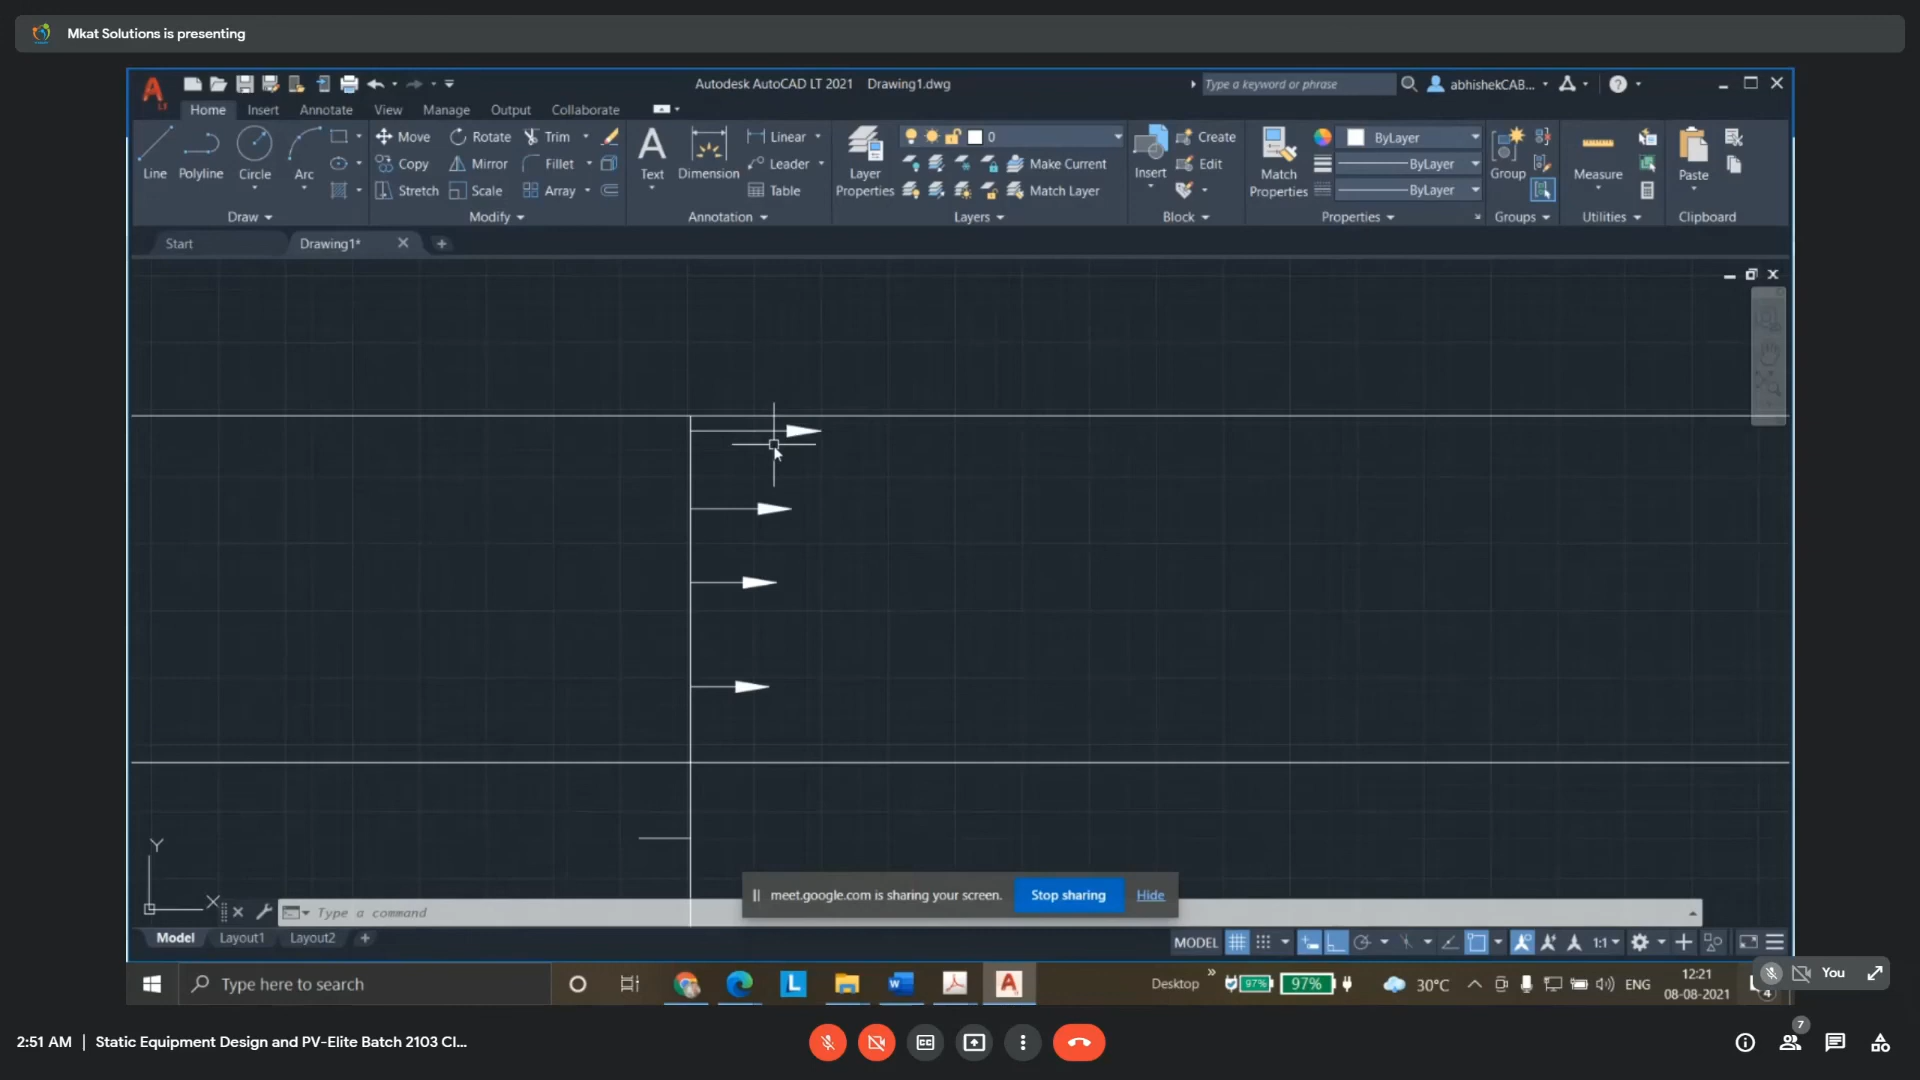 Mkat Solutions is presenting
Autodesk AutoCAD LT 2021 Drawing1.dwg
Type a keyword or phrase
abhishekCAB...
Home Insert Annotate View Manage Output Collaborate
Line Polyline Circle Arc
Draw
Move Rotate Trim
Copy Mirror Fillet
Stretch Scale Array
Modify
Text Dimension
Linear
Leader
Table
Annotation
Layer Properties
0
Make Current
Match Layer
Layers
Insert
Create
Edit
Block
Match Properties
ByLayer
ByLayer
ByLayer
Properties
Group
Groups
Measure
Utilities
Paste
Clipboard
Start Drawing1*
Y
X
meet.google.com is sharing your screen. Stop sharing Hide
Type a command
Model Layout1 Layout2
MODEL 1:1
Type here to search
Desktop 97% 97% 30°C ENG
12:21
08-08-2021
4
You
2:51 AM | Static Equipment Design and PV-Elite Batch 2103 Cl...
7